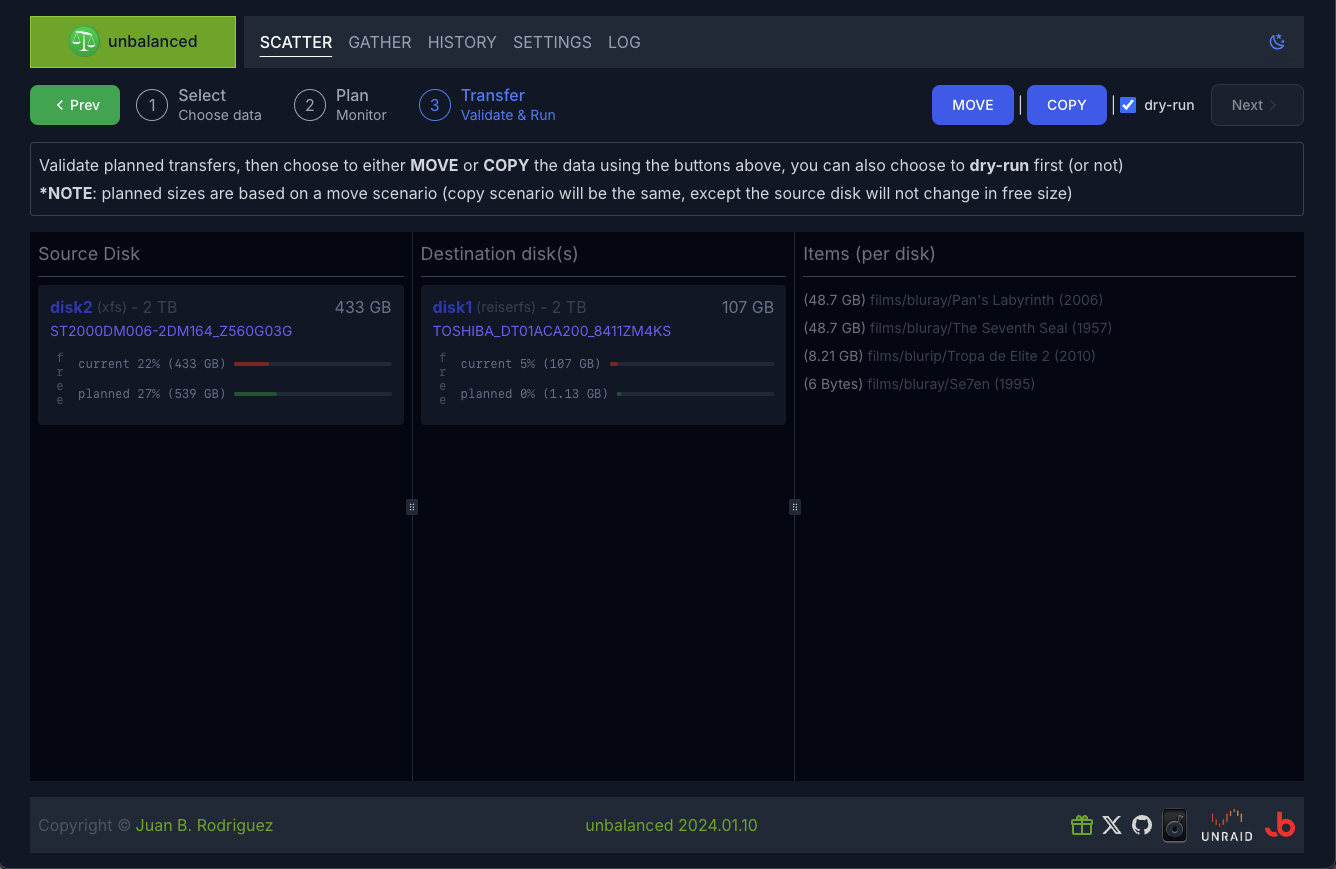 unbalanced
SCATTER GATHER HISTORY SETTINGS LOG
Prev
1 Select
Choose data
2 Plan
Monitor
3 Transfer
Validate & Run
MOVE | COPY | dry-run Next
Validate planned transfers, then choose to either MOVE or COPY the data using the buttons above, you can also choose to dry-run first (or not)
*NOTE: planned sizes are based on a move scenario (copy scenario will be the same, except the source disk will not change in free size)
Source Disk
disk2 (xfs) - 2 TB 433 GB
ST2000DM006-2DM164_Z560G03G
free
current 22% (433 GB)
planned 27% (539 GB)
Destination disk(s)
disk1 (reiserfs) - 2 TB 107 GB
TOSHIBA_DT01ACA200_8411ZM4KS
free
current 5% (107 GB)
planned 0% (1.13 GB)
Items (per disk)
(48.7 GB) films/bluray/Pan's Labyrinth (2006)
(48.7 GB) films/bluray/The Seventh Seal (1957)
(8.21 GB) films/blurip/Tropa de Elite 2 (2010)
(6 Bytes) films/bluray/Se7en (1995)
Copyright © Juan B. Rodriguez
unbalanced 2024.01.10
UNRAID
jb